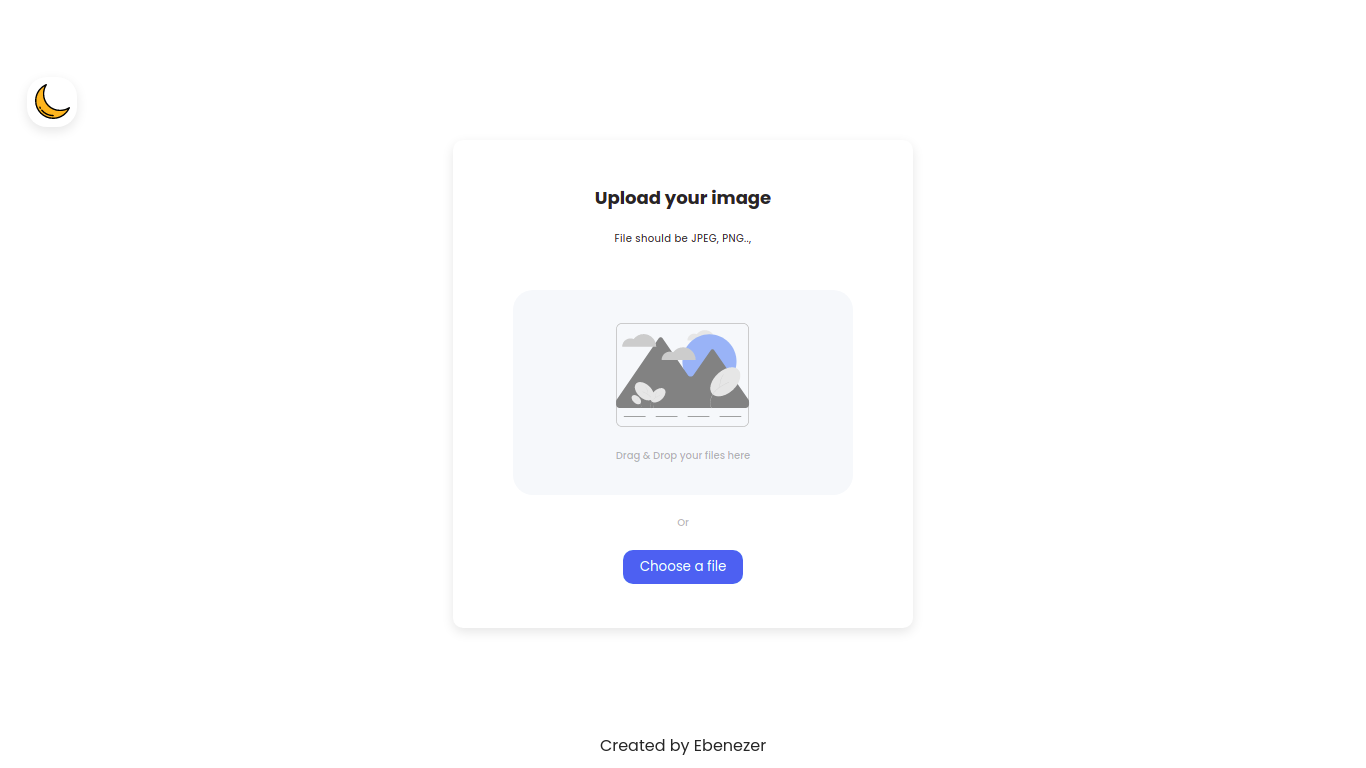 Upload your image
File should be JPEG, PNG..,
Drag & Drop your files here
Or
Choose a file
Created by Ebenezer